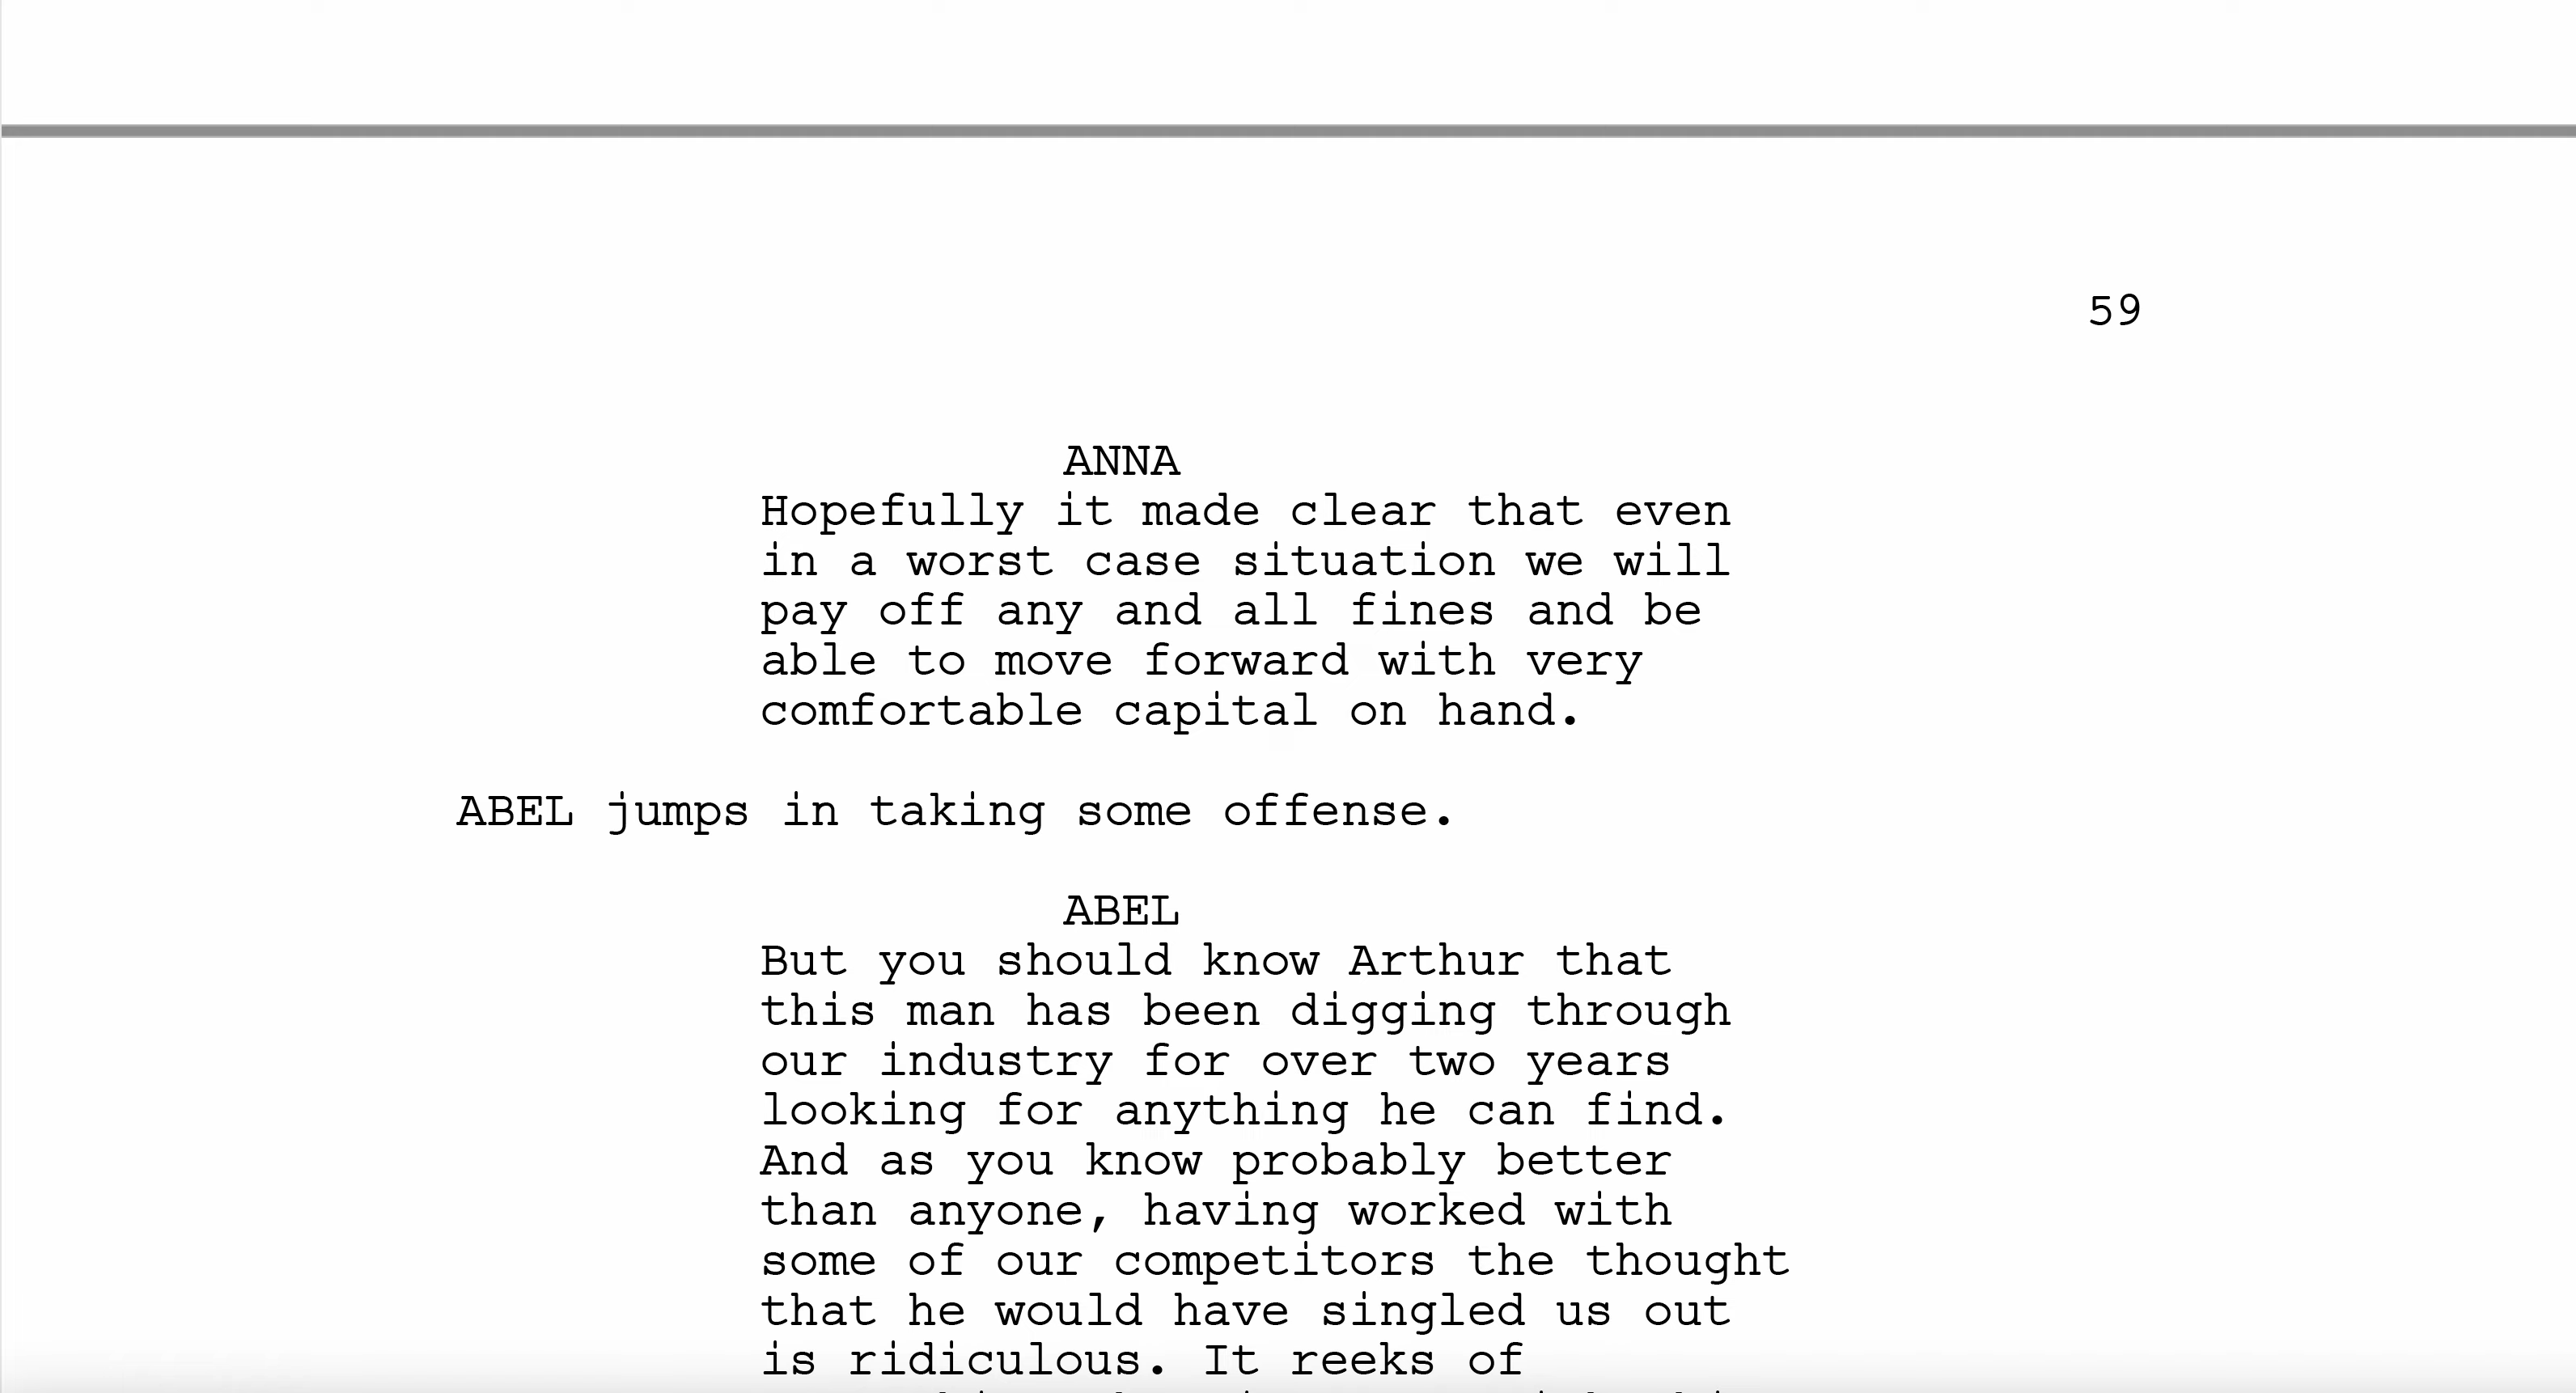 59
ANNA
Hopefully it made clear that even
in a worst case situation we will
pay off any and all fines and be
able to move forward with very
comfortable capital on hand.
ABEL jumps in taking some offense.
ABEL
But you should know Arthur that
this man has been digging through
our industry for over two years
looking for anything he can find.
And as you know probably better
than anyone, having worked with
some of our competitors the thought
that he would have singled us out
is ridiculous. It reeks of